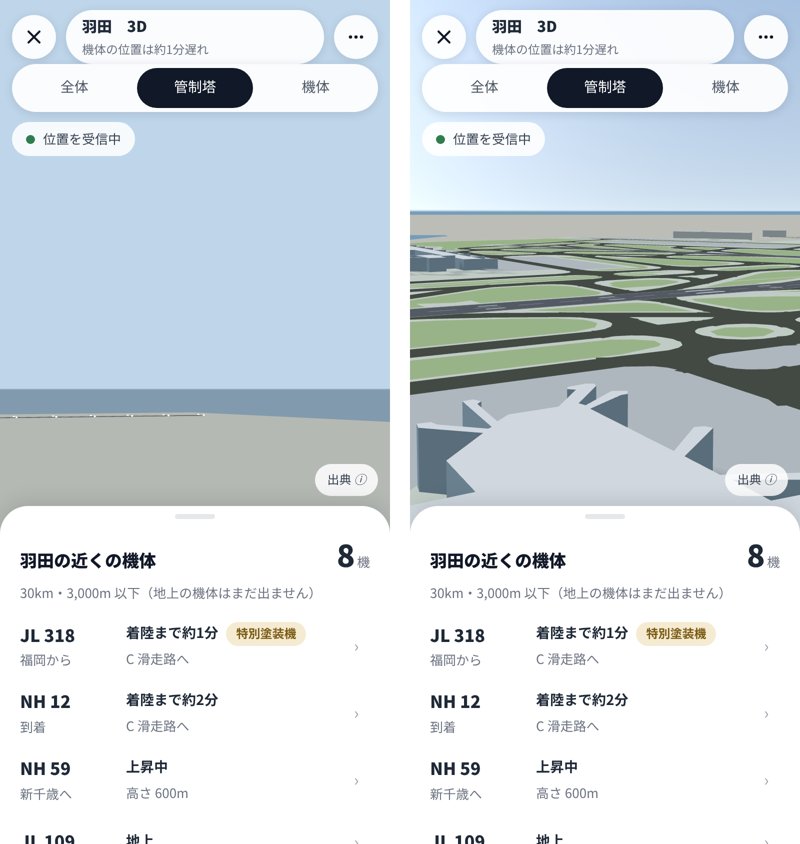 羽田 3D
機体の位置は約1分遅れ
全体
管制塔
機体
位置を受信中
出典
羽田の近くの機体
8機
30km・3,000m 以下（地上の機体はまだ出ません）
JL 318
着陸まで約1分
特別塗装機
福岡から
C 滑走路へ
NH 12
着陸まで約2分
到着
C 滑走路へ
NH 59
上昇中
新千歳へ
高さ 600m
JL 109
地上
羽田 3D
機体の位置は約1分遅れ
全体
管制塔
機体
位置を受信中
出典
羽田の近くの機体
8機
30km・3,000m 以下（地上の機体はまだ出ません）
JL 318
着陸まで約1分
特別塗装機
福岡から
C 滑走路へ
NH 12
着陸まで約2分
到着
C 滑走路へ
NH 59
上昇中
新千歳へ
高さ 600m
JL 109
地上